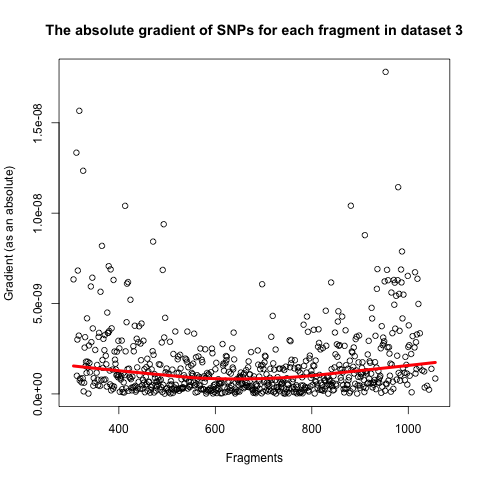 The absolute gradient of SNPs for each fragment in dataset 3
Gradient (as an absolute)
1.5e-08
1.0e-08
5.0e-09
0.0e+00
400 600 800 1000
Fragments